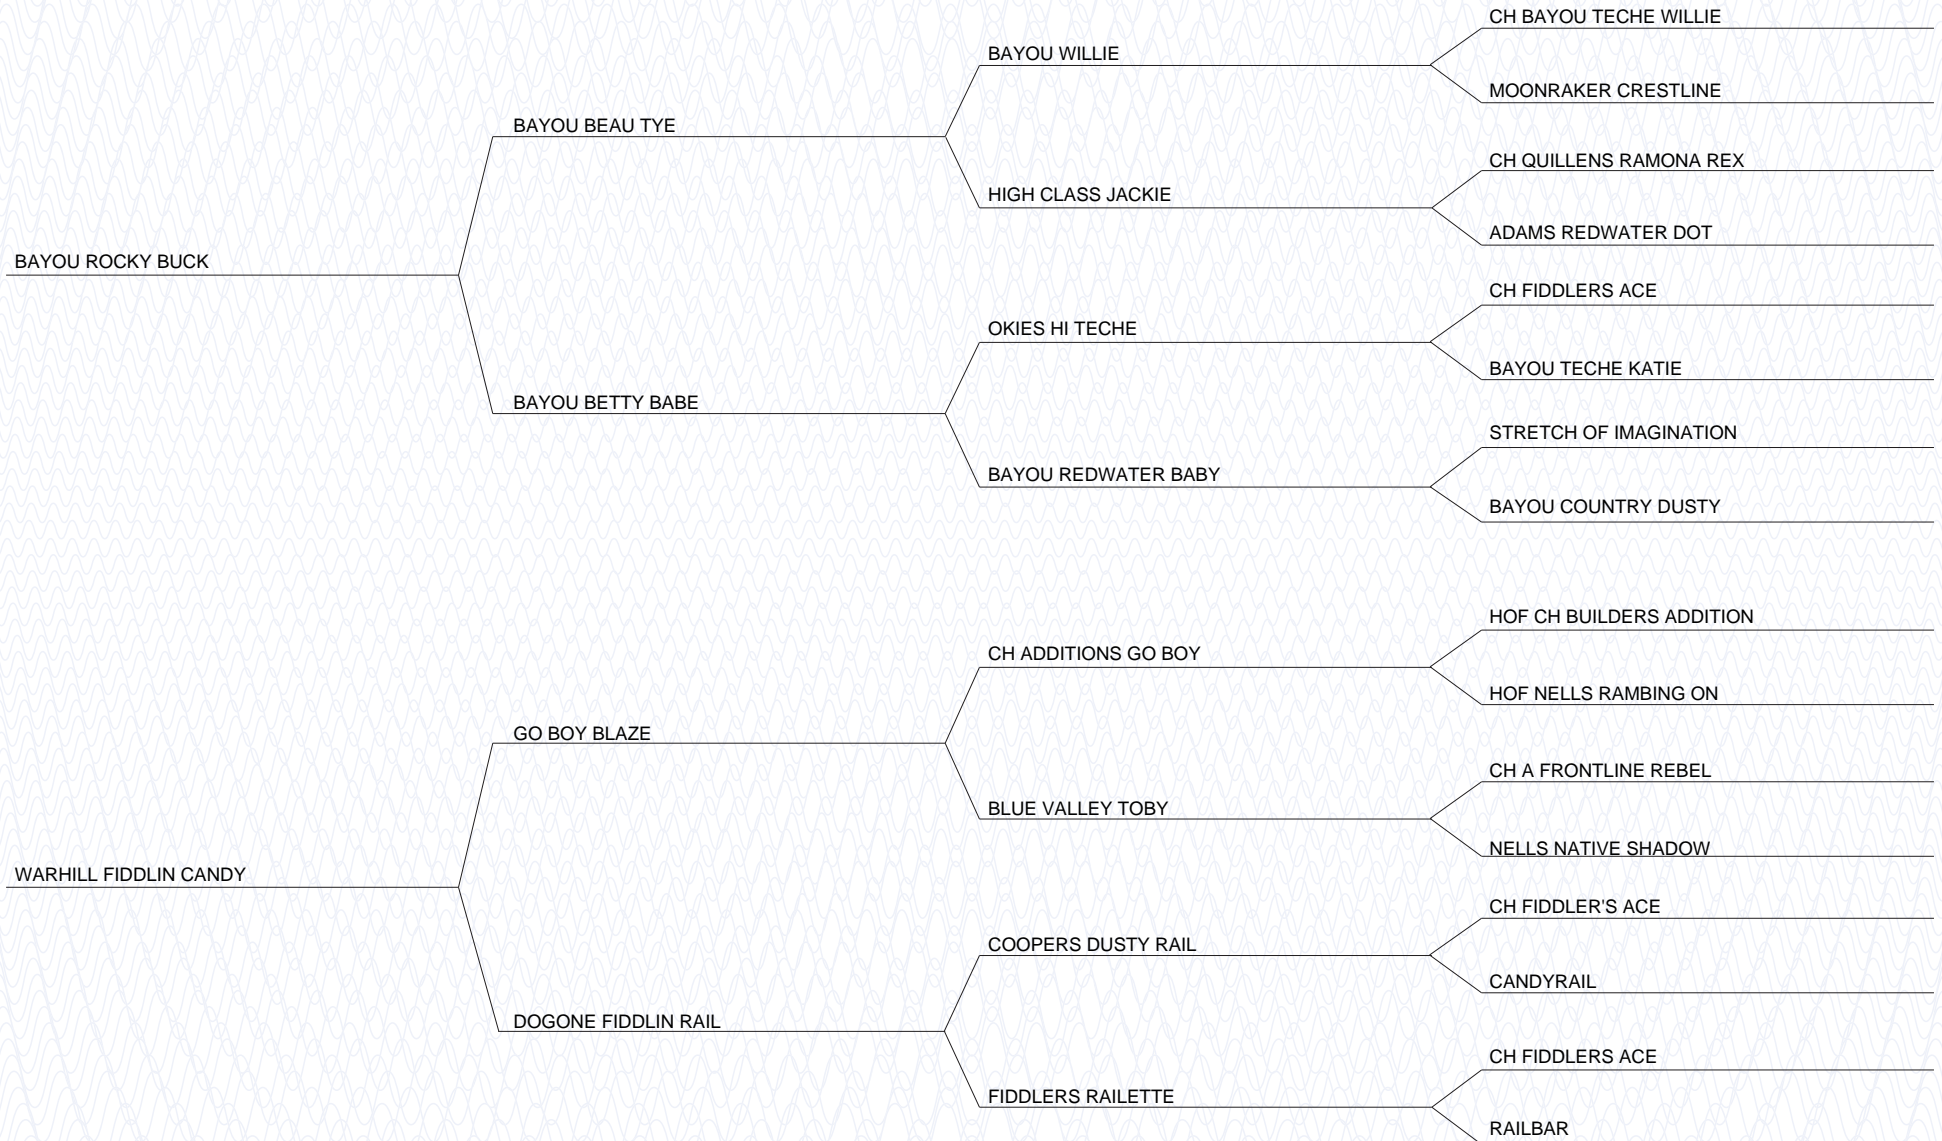 CH BAYOU TECHE WILLIE
BAYOU WILLIE
MOONRAKER CRESTLINE
BAYOU BEAU TYE
CH QUILLENS RAMONA REX
HIGH CLASS JACKIE
ADAMS REDWATER DOT
BAYOU ROCKY BUCK
CH FIDDLERS ACE
OKIES HI TECHE
BAYOU TECHE KATIE
BAYOU BETTY BABE
STRETCH OF IMAGINATION
BAYOU REDWATER BABY
BAYOU COUNTRY DUSTY
HOF CH BUILDERS ADDITION
CH ADDITIONS GO BOY
HOF NELLS RAMBING ON
GO BOY BLAZE
CH A FRONTLINE REBEL
BLUE VALLEY TOBY
NELLS NATIVE SHADOW
WARHILL FIDDLIN CANDY
CH FIDDLER'S ACE
COOPERS DUSTY RAIL
CANDYRAIL
DOGONE FIDDLIN RAIL
CH FIDDLERS ACE
FIDDLERS RAILETTE
RAILBAR